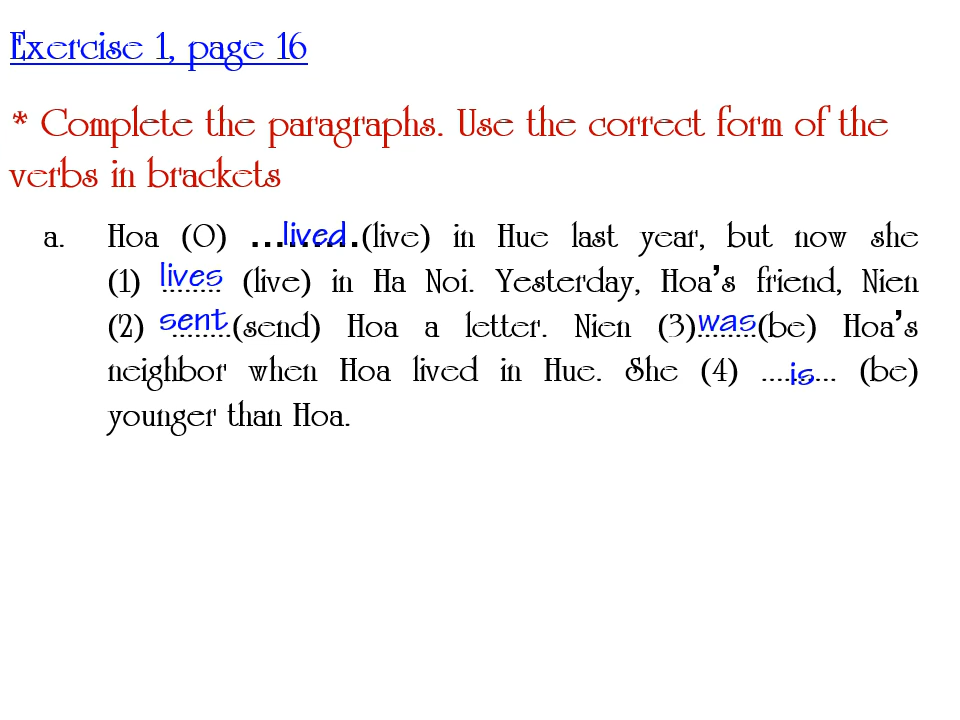 Exercise 1, page 16
* Complete the paragraphs. Use the correct form of the
verbs in brackets
a. Hoa (0) ……lived…(live) in Hue last year, but now she
(1) lives........ (live) in Ha Noi. Yesterday, Hoa's friend, Nien
(2) sent........(send) Hoa a letter. Nien (3)was........(be) Hoa's
neighbor when Hoa lived in Hue. She (4) ....is...... (be)
younger than Hoa.